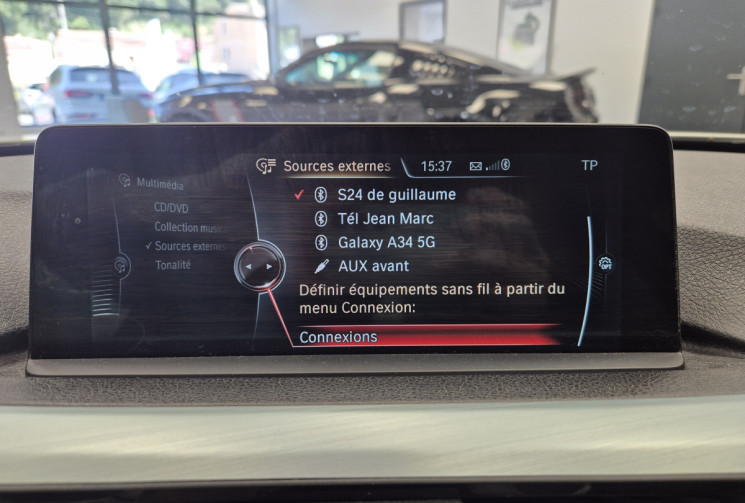 Sources externes 15:37 TP
Multimédia
CD/DVD
Collection
✓ Sources externes
Tonalité
✓ S24 de guillaume
Tél Jean Marc
Galaxy A34 5G
AUX avant
Définir équipements sans fil à partir du
menu Connexion:
Connexions
OPT